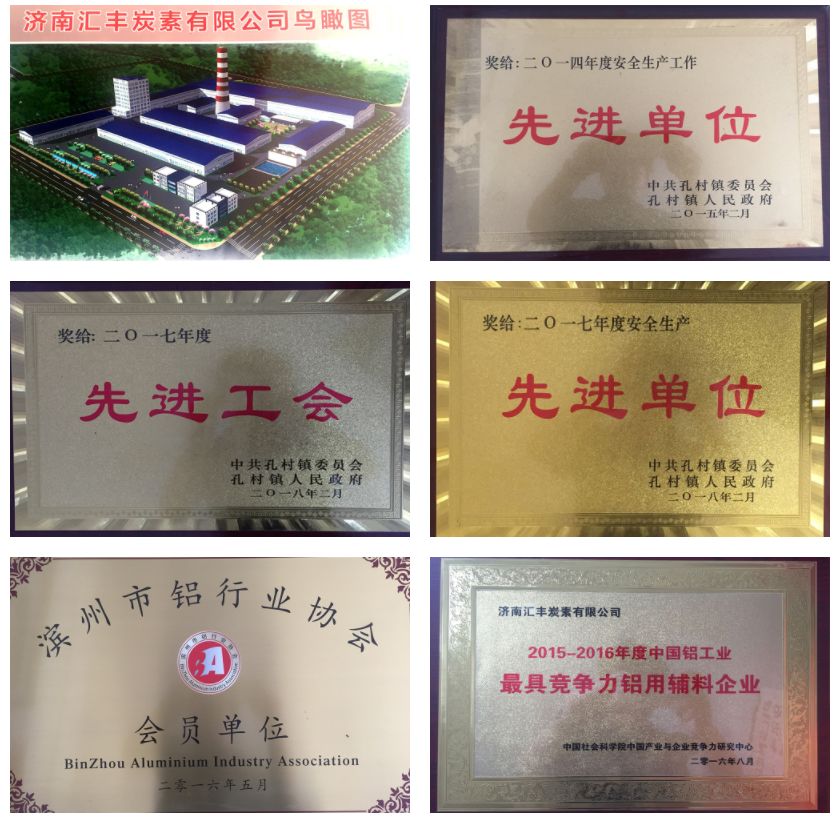 济南汇丰炭素有限公司鸟瞰图
奖给:二〇一四年度安全生产工作
先进单位
中共孔村镇委员会
孔村镇人民政府
二〇一五年二月
奖给:二〇一七年度
先进工会
中共孔村镇委员会
孔村镇人民政府
二〇一八年二月
奖给:二〇一七年度安全生产
先进单位
中共孔村镇委员会
孔村镇人民政府
二〇一八年二月
滨州市铝行业协会
会员单位
BinZhou Aluminium Industry Association
二零一六年五月
济南汇丰炭素有限公司
2015-2016年度中国铝工业
最具竞争力铝用辅料企业
中国社会科学院中国产业与企业竞争力研究中心
二零一六年八月